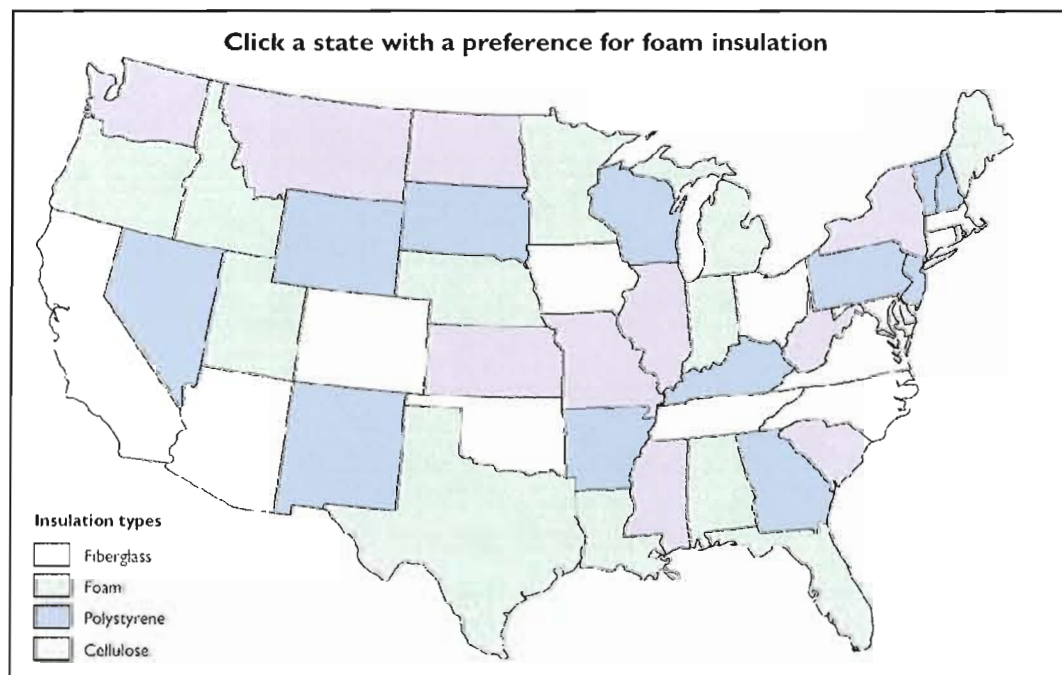 Click a state with a preference for foam insulation
Insulation types
Fiberglass
Foam
Polystyrene
Cellulose